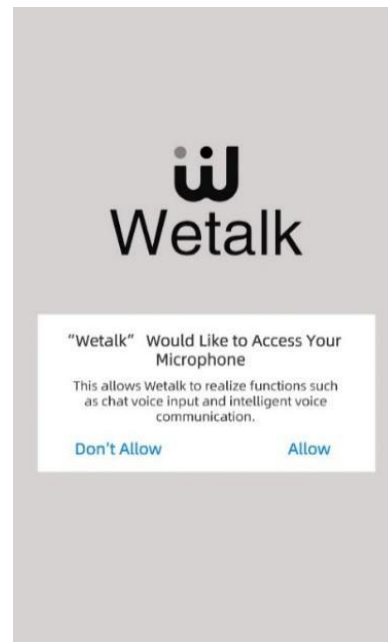 Wetalk
"Wetalk" Would Like to Access Your
Microphone
This allows Wetalk to realize functions such
as chat voice input and intelligent voice
communication.
Don't Allow Allow